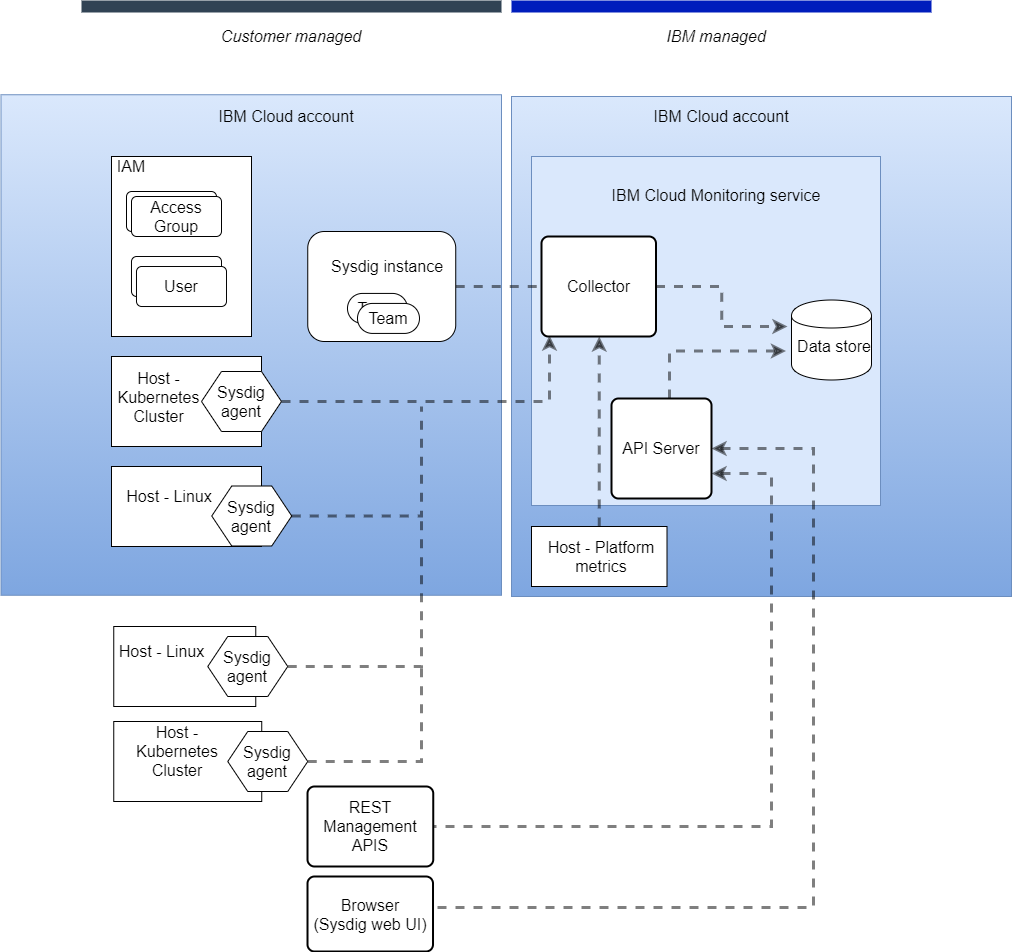 Customer managed
IBM managed
IBM Cloud account
IBM Cloud account
IAM
Access
Group
User
Sysdig instance
Team
IBM Cloud Monitoring service
Collector
Data store
API Server
Host - Platform
metrics
Host -
Kubernetes
Cluster
Sysdig
agent
Host - Linux
Sysdig
agent
Host - Linux
Sysdig
agent
Host -
Kubernetes
Cluster
Sysdig
agent
REST
Management
APIS
Browser
(Sysdig web UI)